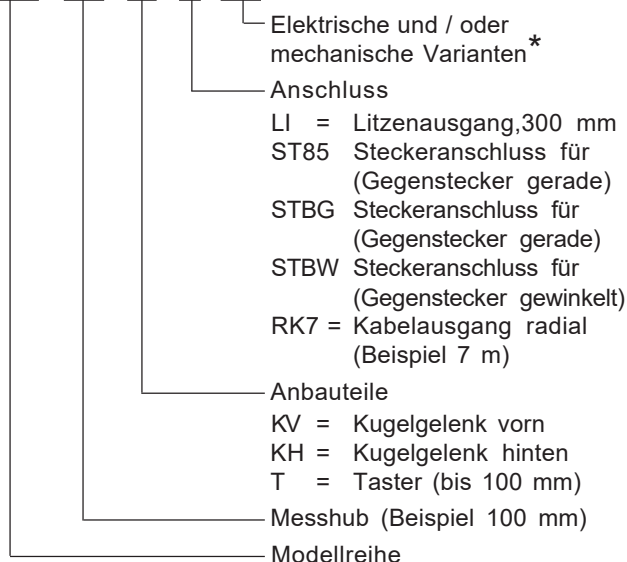 Elektrische und / oder
mechanische Varianten*
Anschluss
LI = Litzenausgang,300 mm
ST85 Steckeranschluss für
(Gegenstecker gerade)
STBG Steckeranschluss für
(Gegenstecker gerade)
STBW Steckeranschluss für
(Gegenstecker gewinkelt)
RK7 = Kabelausgang radial
(Beispiel 7 m)
Anbauteile
KV = Kugelgelenk vorn
KH = Kugelgelenk hinten
T = Taster (bis 100 mm)
Messhub (Beispiel 100 mm)
Modellreihe